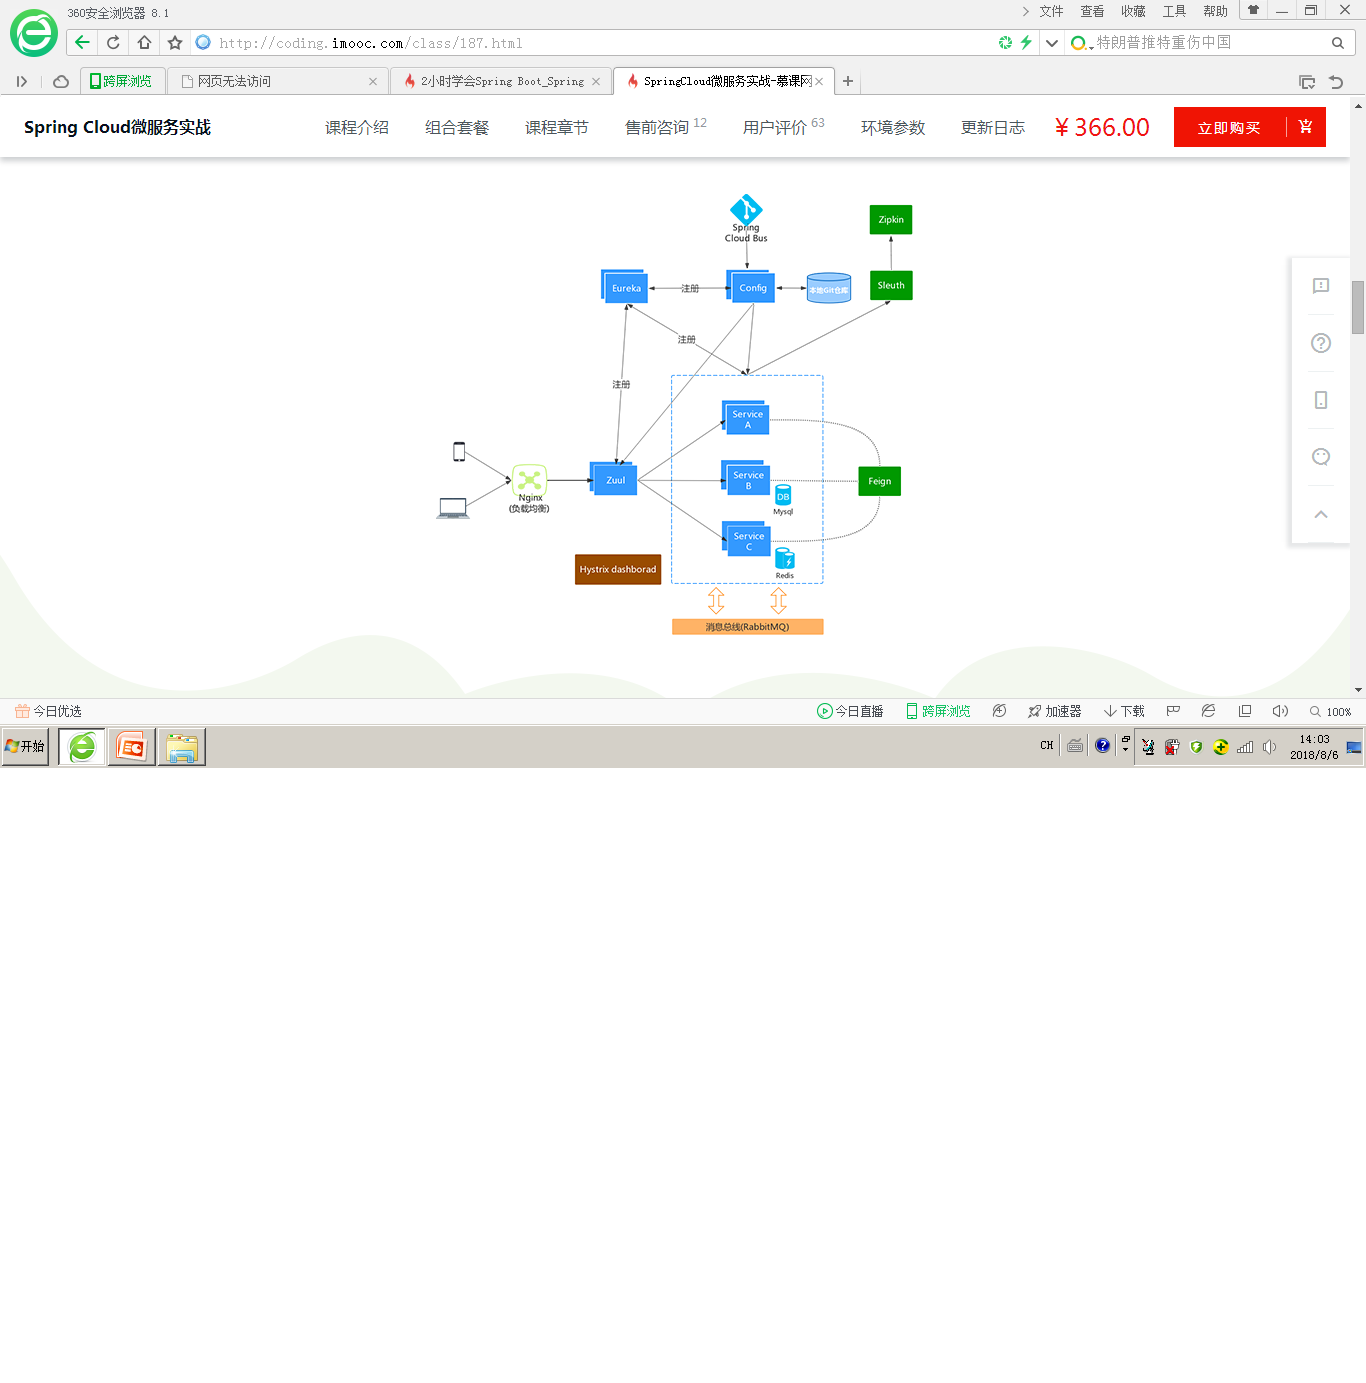 360安全浏览器 8.1
文件 查看 收藏 工具 帮助
http://coding.imooc.com/class/187.html
特朗普推特重伤中国
跨屏浏览 网页无法访问 2小时学会Spring Boot_Spring SpringCloud微服务实战-慕课网
Spring Cloud微服务实战 课程介绍 组合套餐 课程章节 售前咨询 12 用户评价 63 环境参数 更新日志 ¥ 366.00 立即购买
Spring
Cloud Bus
Zipkin
Eureka 注册 Config 本地Git仓库 Sleuth
注册
注册
Service
A
Zuul
Service
B
Feign
DB
Mysql
Nginx
(负载均衡)
Service
C
Redis
Hystrix dashborad
消息总线(RabbitMQ)
今日优选 今日直播 跨屏浏览 加速器 下载 100%
开始 CH 14:03
2018/8/6